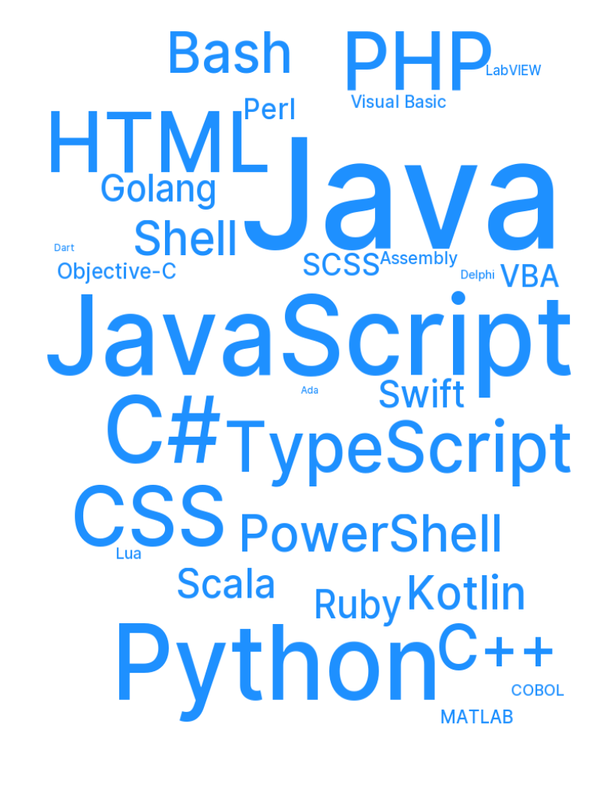 Bash
PHP
LabVIEW
Visual Basic
Perl
HTML
Java
Golang
Shell
Dart
SCSS
Assembly
Objective-C
Delphi
VBA
JavaScript
Ada
Swift
C#
TypeScript
CSS
PowerShell
Lua
Scala
Ruby
Kotlin
Python
C++
COBOL
MATLAB